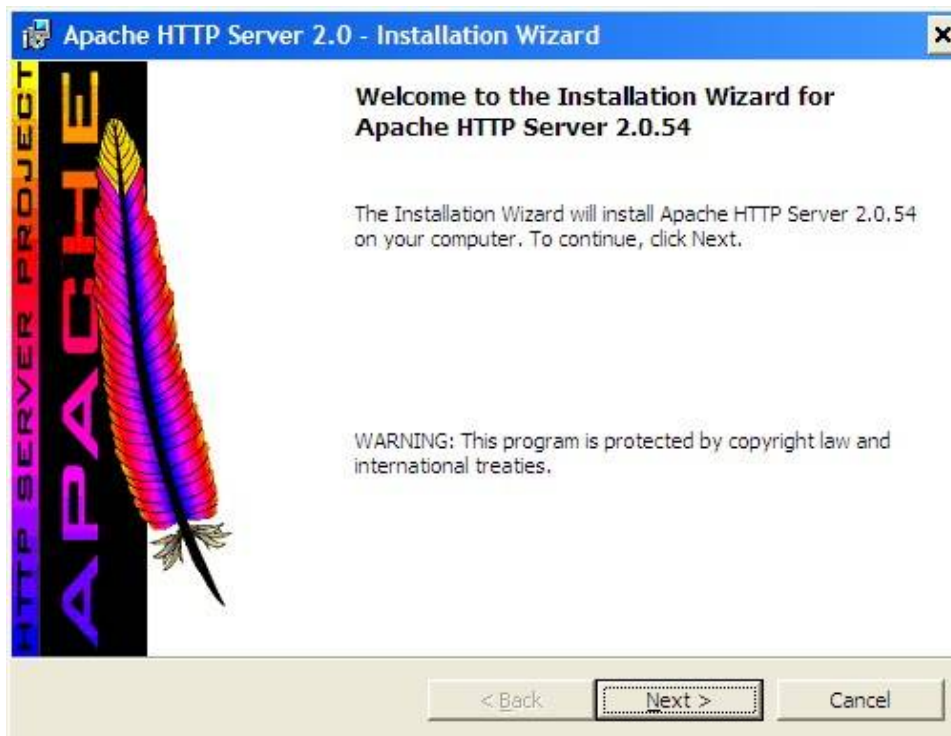 Apache HTTP Server 2.0 - Installation Wizard
HTTP SERVER PROJECT
APACHE
Welcome to the Installation Wizard for
Apache HTTP Server 2.0.54
The Installation Wizard will install Apache HTTP Server 2.0.54
on your computer. To continue, click Next.
WARNING: This program is protected by copyright law and
international treaties.
< Back
Next >
Cancel